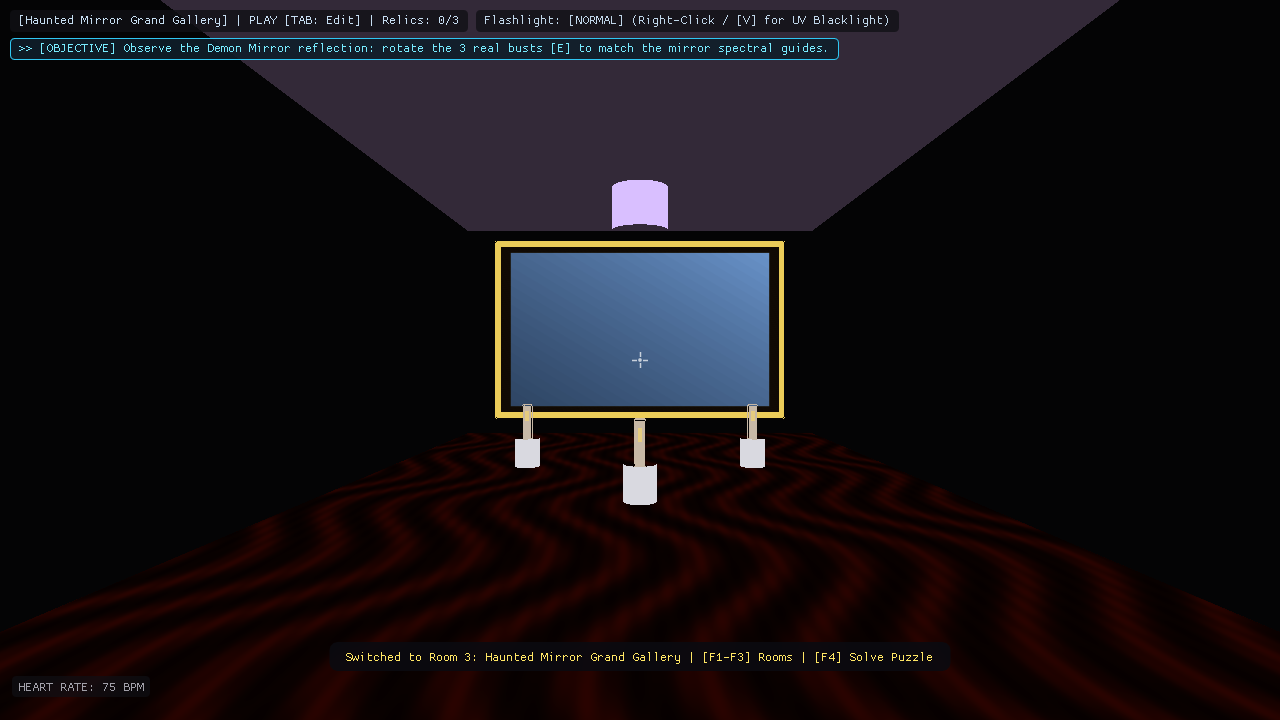 [Haunted Mirror Grand Gallery] | PLAY [TAB: Edit] | Relics: 0/3
Flashlight: [NORMAL] (Right-Click / [V] for UV Blacklight)
>> [OBJECTIVE] Observe the Demon Mirror reflection: rotate the 3 real busts [E] to match the mirror spectral guides.
Switched to Room 3: Haunted Mirror Grand Gallery | [F1-F3] Rooms | [F4] Solve Puzzle
HEART RATE: 75 BPM